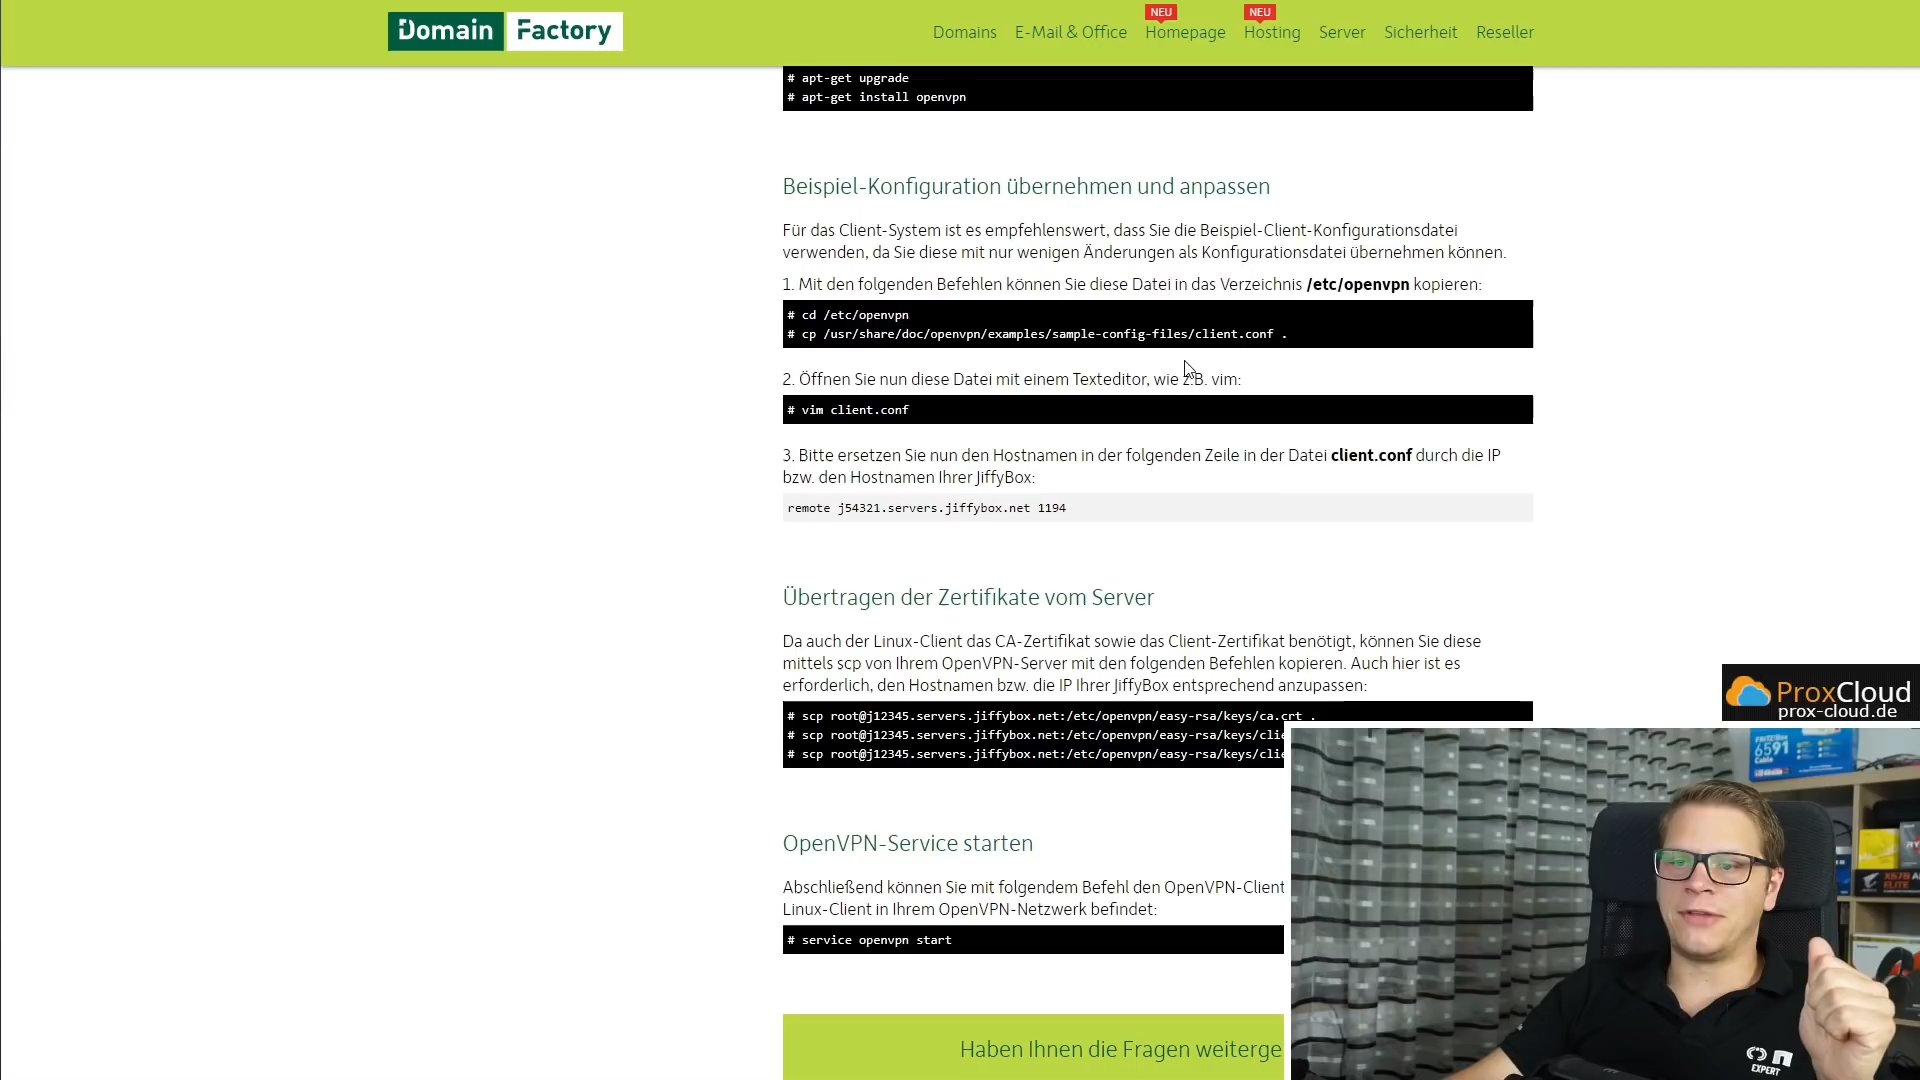 Domain Factory
Domains E-Mail & Office Homepage Hosting Server Sicherheit Reseller
NEU NEU
# apt-get upgrade
# apt-get install openvpn
Beispiel-Konfiguration übernehmen und anpassen
Für das Client-System ist es empfehlenswert, dass Sie die Beispiel-Client-Konfigurationsdatei
verwenden, da Sie diese mit nur wenigen Änderungen als Konfigurationsdatei übernehmen können.
1. Mit den folgenden Befehlen können Sie diese Datei in das Verzeichnis /etc/openvpn kopieren:
# cd /etc/openvpn
# cp /usr/share/doc/openvpn/examples/sample-config-files/client.conf .
2. Öffnen Sie nun diese Datei mit einem Texteditor, wie z.B. vim:
# vim client.conf
3. Bitte ersetzen Sie nun den Hostnamen in der folgenden Zeile in der Datei client.conf durch die IP
bzw. den Hostnamen Ihrer JiffyBox:
remote j54321.servers.jiffybox.net 1194
Übertragen der Zertifikate vom Server
Da auch der Linux-Client das CA-Zertifikat sowie das Client-Zertifikat benötigt, können Sie diese
mittels scp von Ihrem OpenVPN-Server mit den folgenden Befehlen kopieren. Auch hier ist es
erforderlich, den Hostnamen bzw. die IP Ihrer JiffyBox entsprechend anzupassen:
# scp root@j12345.servers.jiffybox.net:/etc/openvpn/easy-rsa/keys/ca.crt .
# scp root@j12345.servers.jiffybox.net:/etc/openvpn/easy-rsa/keys/clie
# scp root@j12345.servers.jiffybox.net:/etc/openvpn/easy-rsa/keys/clie
OpenVPN-Service starten
Abschließend können Sie mit folgendem Befehl den OpenVPN-Client
Linux-Client in Ihrem OpenVPN-Netzwerk befindet:
# service openvpn start
Haben Ihnen die Fragen weiterge
ProxCloud
prox-cloud.de
FRITZ!Box
6591
Cable
X570 A
ELITE
RY
EXPERT